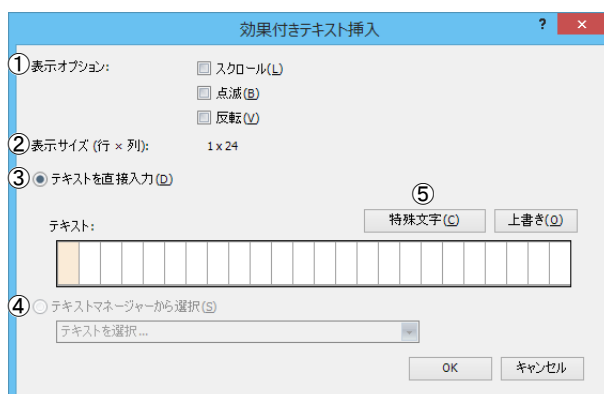 効果付きテキスト挿入 ? ×
①表示オプション: スクロール(L)
点滅(B)
反転(V)
②表示サイズ (行 × 列): 1 x 24
③ テキストを直接入力(D)
⑤
テキスト: 特殊文字(C) 上書き(O)
④ テキストマネージャーから選択(S)
テキストを選択...
OK キャンセル